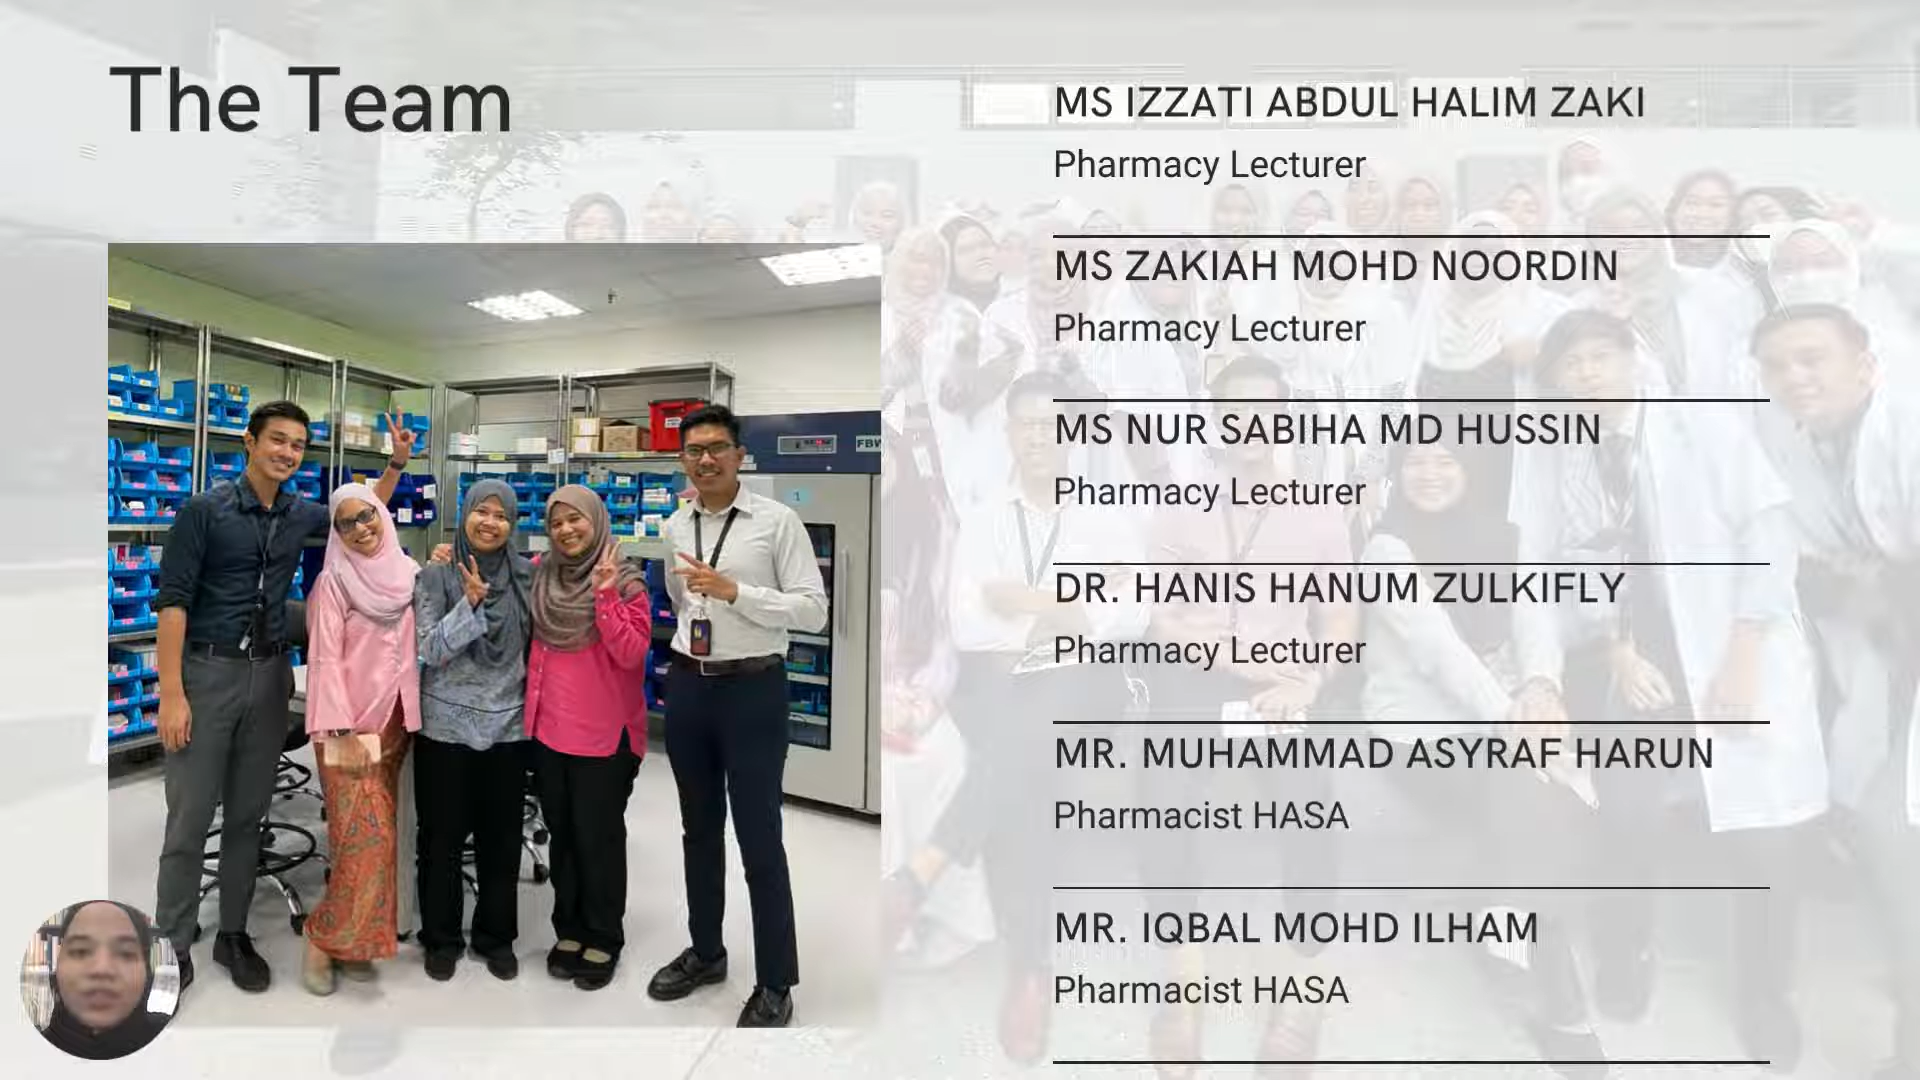 The Team
MS IZZATI ABDUL HALIM ZAKI
Pharmacy Lecturer
MS ZAKIAH MOHD NOORDIN
Pharmacy Lecturer
MS NUR SABIHA MD HUSSIN
Pharmacy Lecturer
DR. HANIS HANUM ZULKIFLY
Pharmacy Lecturer
MR. MUHAMMAD ASYRAF HARUN
Pharmacist HASA
MR. IQBAL MOHD ILHAM
Pharmacist HASA
1